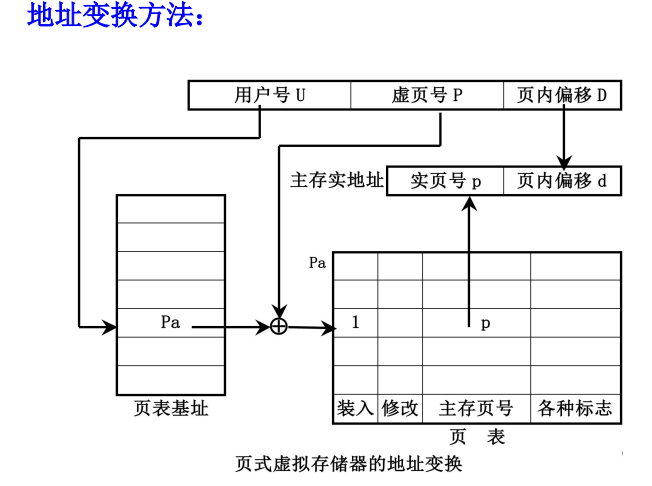 地址变换方法：
用户号 U 虚页号 P 页内偏移 D
主存实地址 实页号 p 页内偏移 d
Pa
Pa 1 p
页表基址 装入 修改 主存页号 各种标志
页 表
页式虚拟存储器的地址变换